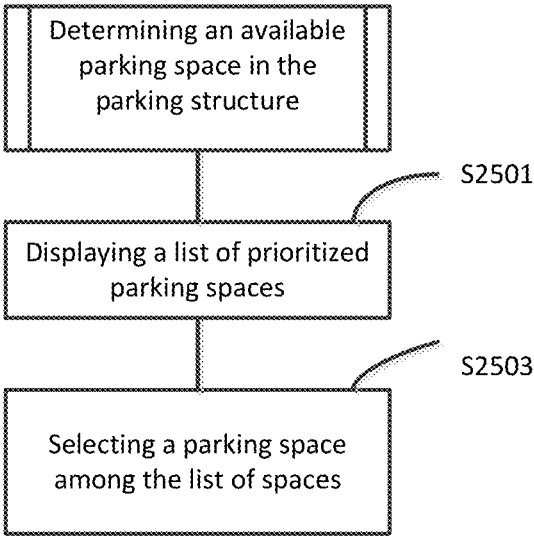 Determining an available
parking space in the
parking structure
S2501
Displaying a list of prioritized
parking spaces
S2503
Selecting a parking space
among the list of spaces